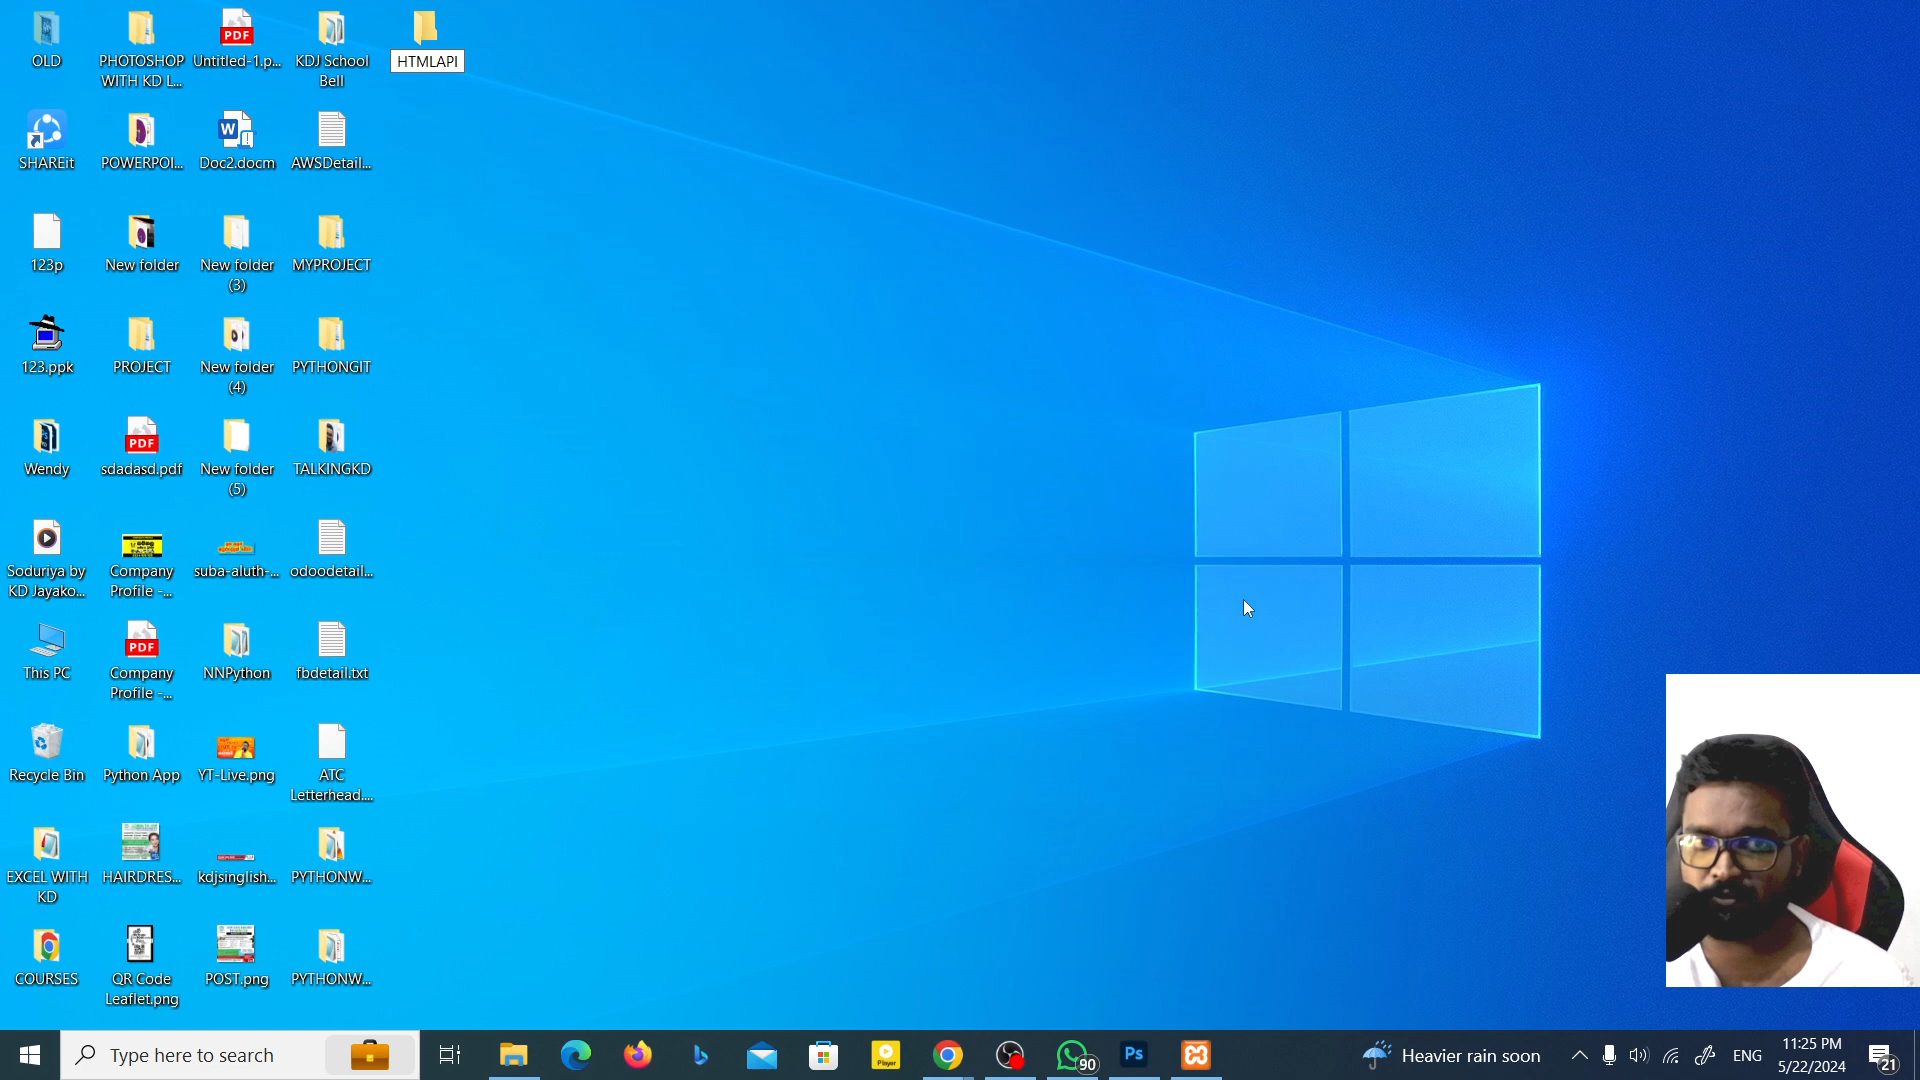 OLD
PHOTOSHOP
WITH KD L...
Untitled-1.p...
KDJ School
Bell
HTMLAPI
SHAREit
POWERPOI...
Doc2.docm
AWSDetail...
123p
New folder
New folder
(3)
MYPROJECT
123.ppk
PROJECT
New folder
(4)
PYTHONGIT
Wendy
sdadasd.pdf
New folder
(5)
TALKINGKD
Soduriya by
KD Jayako...
Company
Profile -...
suba-aluth-...
odoodetail...
This PC
Company
Profile -...
NNPython
fbdetail.txt
Recycle Bin
Python App
YT-Live.png
ATC
Letterhead....
EXCEL WITH
KD
HAIRDRES...
kdjsinglish...
PYTHONW...
COURSES
QR Code
Leaflet.png
POST.png
PYTHONW...
Type here to search
Player
90
Ps
Heavier rain soon
ENG
11:25 PM
5/22/2024
21